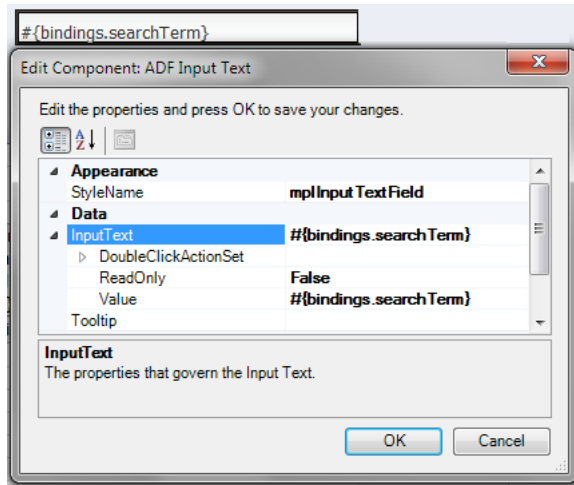 #{bindings.searchTerm}
Edit Component: ADF Input Text
Edit the properties and press OK to save your changes.
Appearance
StyleName mplInputTextField
Data
InputText #{bindings.searchTerm}
DoubleClickActionSet
ReadOnly False
Value #{bindings.searchTerm}
Tooltip
InputText
The properties that govern the Input Text.
OK Cancel